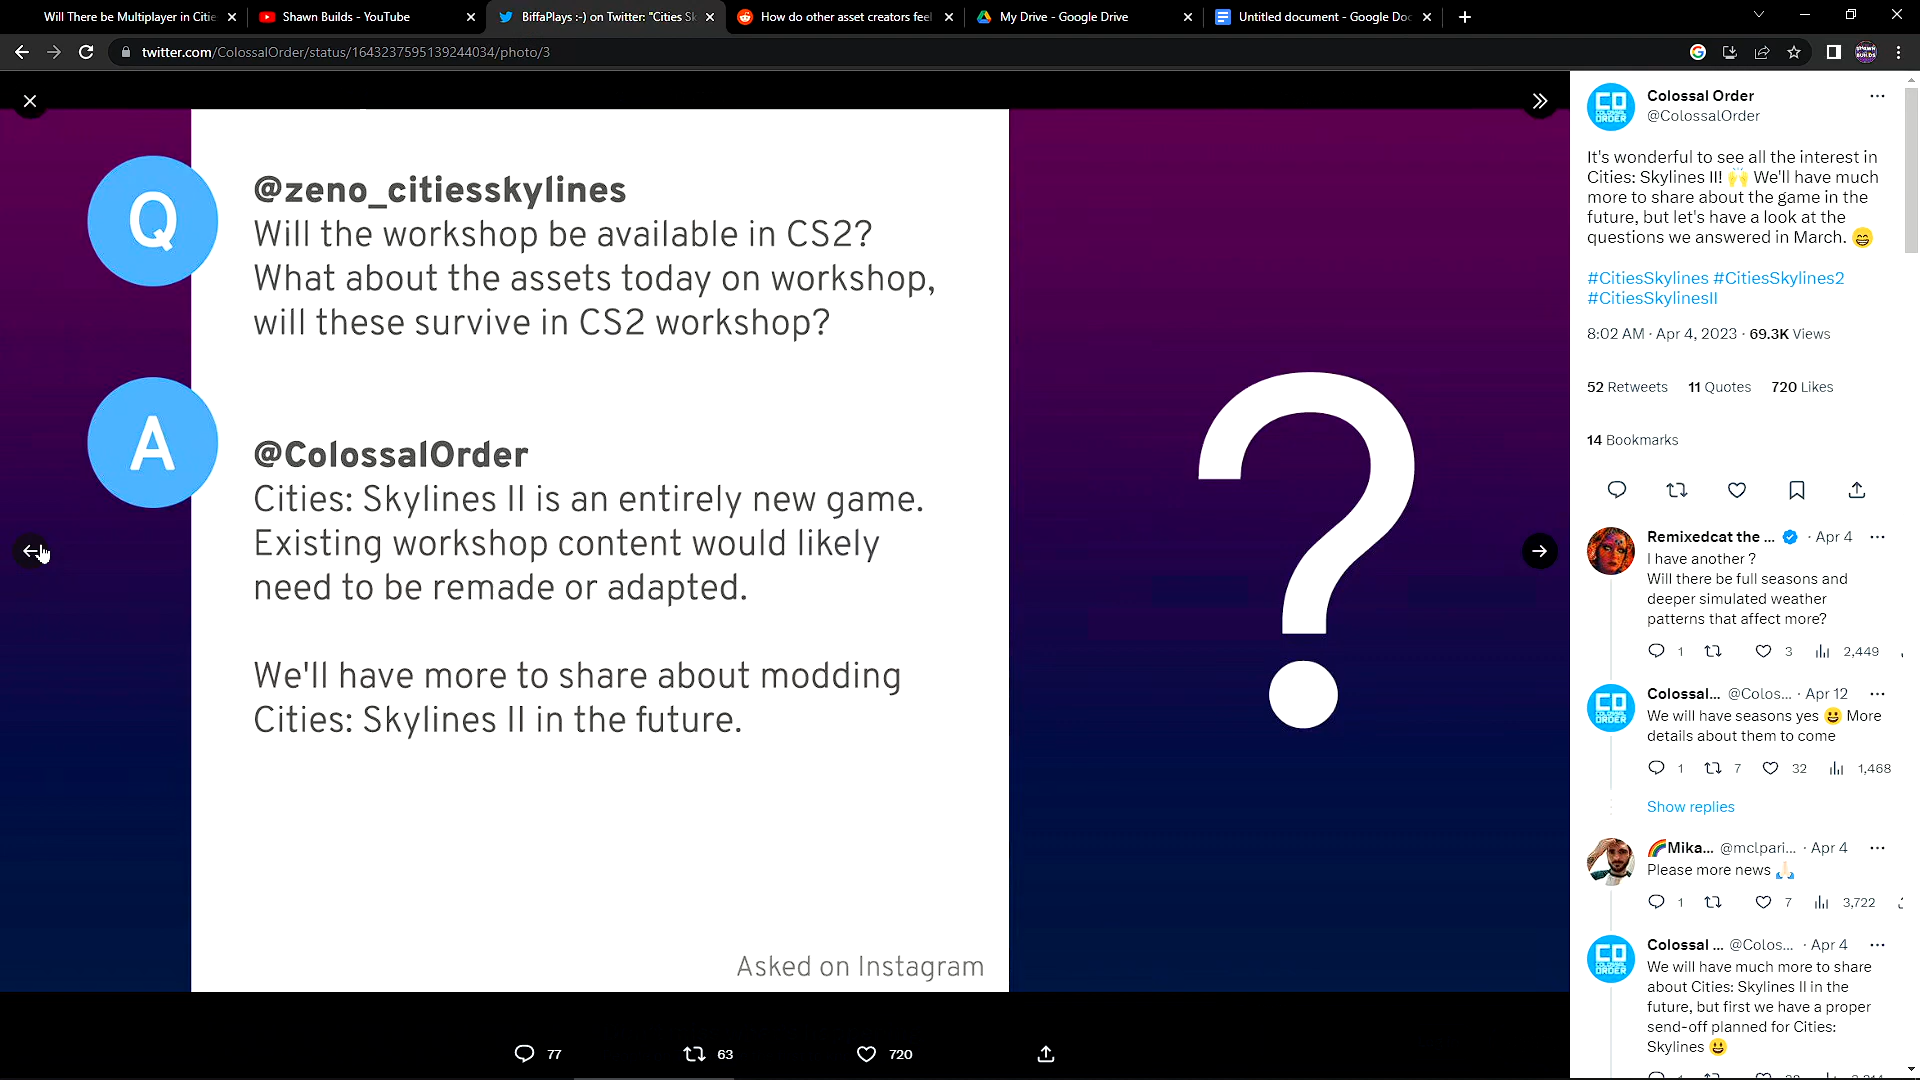 Will There be Multiplayer in Citie
Shawn Builds - YouTube
BiffaPlays :-) on Twitter: "Cities Sk
How do other asset creators feel
My Drive - Google Drive
Untitled document - Google Doc
twitter.com/ColossalOrder/status/1643237595139244034/photo/3
Q
@zeno_citiesskylines
Will the workshop be available in CS2?
What about the assets today on workshop,
will these survive in CS2 workshop?
A
@ColossalOrder
Cities: Skylines II is an entirely new game.
Existing workshop content would likely
need to be remade or adapted.
We'll have more to share about modding
Cities: Skylines II in the future.
Asked on Instagram
?
77
63
720
CO
ORDER
Colossal Order
@ColossalOrder
It's wonderful to see all the interest in
Cities: Skylines II! 🙌 We'll have much
more to share about the game in the
future, but let's have a look at the
questions we answered in March. 😄
#CitiesSkylines #CitiesSkylines2
#CitiesSkylinesII
8:02 AM · Apr 4, 2023 · 69.3K Views
52 Retweets 11 Quotes 720 Likes
14 Bookmarks
Remixedcat the ... · Apr 4
I have another ?
Will there be full seasons and
deeper simulated weather
patterns that affect more?
1 3 2,449
Colossal... @Colos... · Apr 12
We will have seasons yes 😀 More
details about them to come
1 7 32 1,468
Show replies
🌈Mika... @mclpari... · Apr 4
Please more news 🙏🏻
1 7 3,722
Colossal ... @Colos... · Apr 4
We will have much more to share
about Cities: Skylines II in the
future, but first we have a proper
send-off planned for Cities:
Skylines 😃